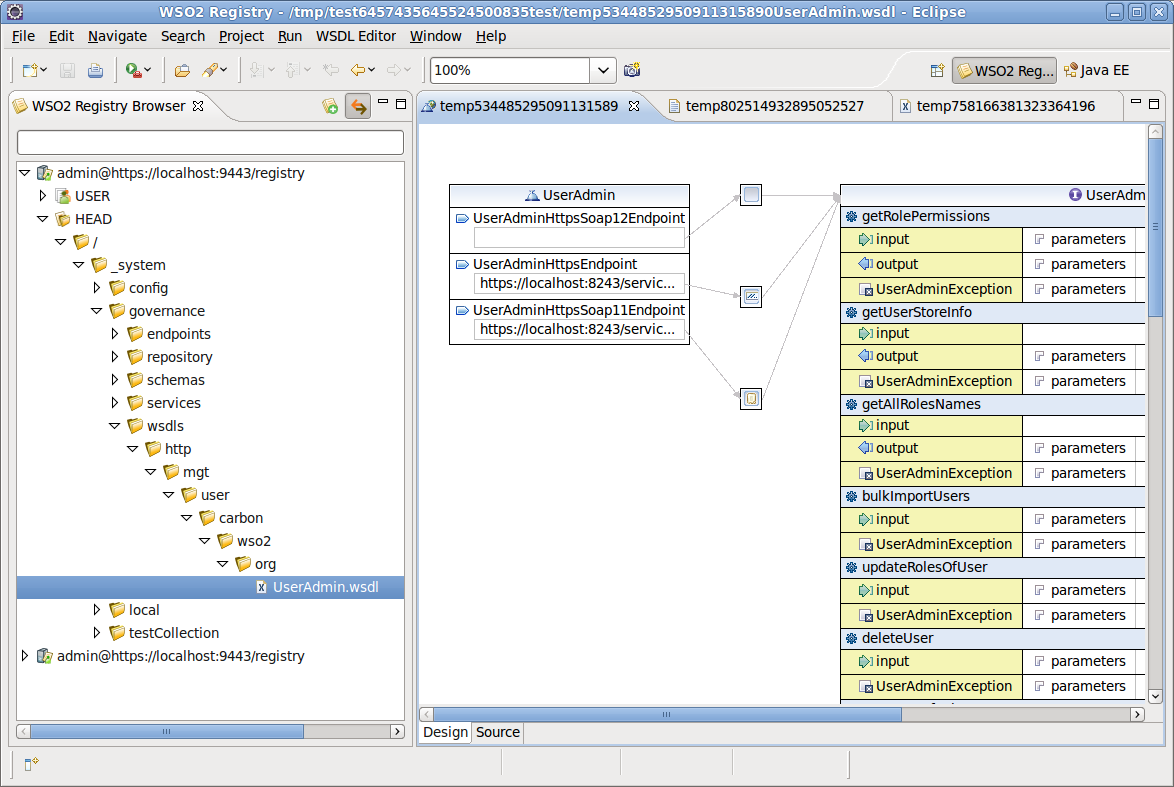 WSO2 Registry - /tmp/test6457435645524500835test/temp5344852950911315890UserAdmin.wsdl - Eclipse
File Edit Navigate Search Project Run WSDL Editor Window Help
100%
WSO2 Reg... Java EE
WSO2 Registry Browser
admin@https://localhost:9443/registry
USER
HEAD
/
_system
config
governance
endpoints
repository
schemas
services
wsdls
http
mgt
user
carbon
wso2
org
UserAdmin.wsdl
local
testCollection
admin@https://localhost:9443/registry
temp534485295091131589 temp802514932895052527 temp758166381323364196
UserAdmin
UserAdminHttpsSoap12Endpoint
UserAdminHttpsEndpoint
https://localhost:8243/servic...
UserAdminHttpsSoap11Endpoint
https://localhost:8243/servic...
UserAdm
getRolePermissions
input parameters
output parameters
UserAdminException parameters
getUserStoreInfo
input
output parameters
UserAdminException parameters
getAllRolesNames
input
output parameters
UserAdminException parameters
bulkImportUsers
input parameters
UserAdminException parameters
updateRolesOfUser
input parameters
UserAdminException parameters
deleteUser
input parameters
UserAdminException parameters
Design Source